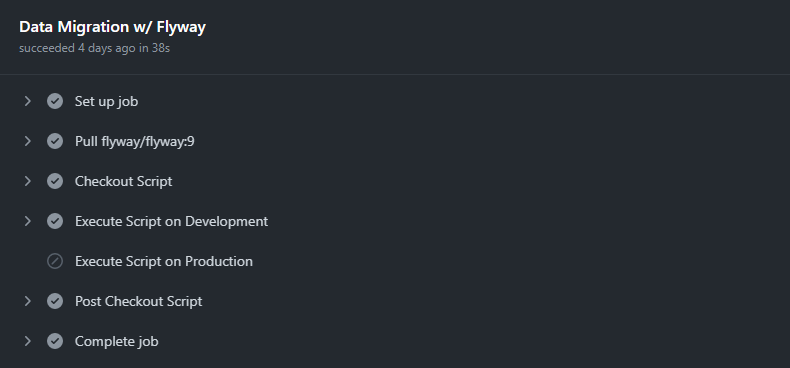 Data Migration w/ Flyway
succeeded 4 days ago in 38s
Set up job
Pull flyway/flyway:9
Checkout Script
Execute Script on Development
Execute Script on Production
Post Checkout Script
Complete job